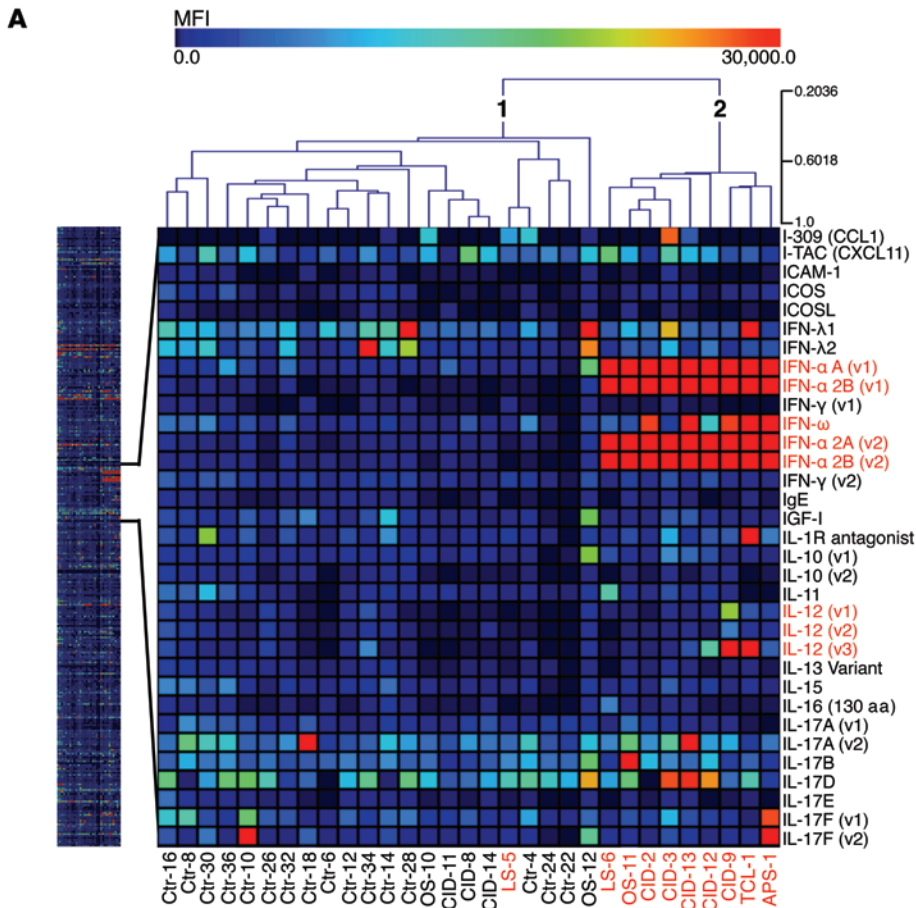 A
MFI
0.0 30,000.0
1 2
0.2036
0.6018
1.0
I-309 (CCL1)
I-TAC (CXCL11)
ICAM-1
ICOS
ICOSL
IFN-λ1
IFN-λ2
IFN-α A (v1)
IFN-α 2B (v1)
IFN-γ (v1)
IFN-ω
IFN-α 2A (v2)
IFN-α 2B (v2)
IFN-γ (v2)
IgE
IGF-I
IL-1R antagonist
IL-10 (v1)
IL-10 (v2)
IL-11
IL-12 (v1)
IL-12 (v2)
IL-12 (v3)
IL-13 Variant
IL-15
IL-16 (130 aa)
IL-17A (v1)
IL-17A (v2)
IL-17B
IL-17D
IL-17E
IL-17F (v1)
IL-17F (v2)
Ctr-16
Ctr-8
Ctr-30
Ctr-36
Ctr-10
Ctr-26
Ctr-32
Ctr-18
Ctr-6
Ctr-12
Ctr-34
Ctr-14
Ctr-28
OS-10
CID-11
CID-8
CID-14
LS-5
Ctr-4
Ctr-24
Ctr-22
OS-12
LS-6
OS-11
CID-2
CID-3
CID-13
CID-12
CID-9
TCL-1
APS-1